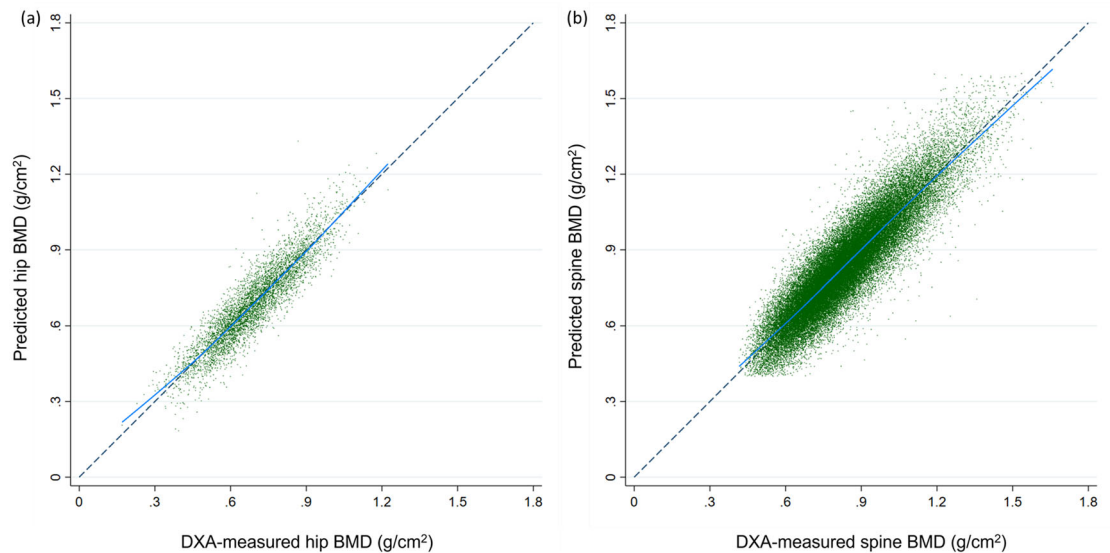 (a)
Predicted hip BMD (g/cm²)
1.8
1.5
1.2
.9
.6
.3
0
0 .3 .6 .9 1.2 1.5 1.8
DXA-measured hip BMD (g/cm²)
(b)
Predicted spine BMD (g/cm²)
1.8
1.5
1.2
.9
.6
.3
0
0 .3 .6 .9 1.2 1.5 1.8
DXA-measured spine BMD (g/cm²)